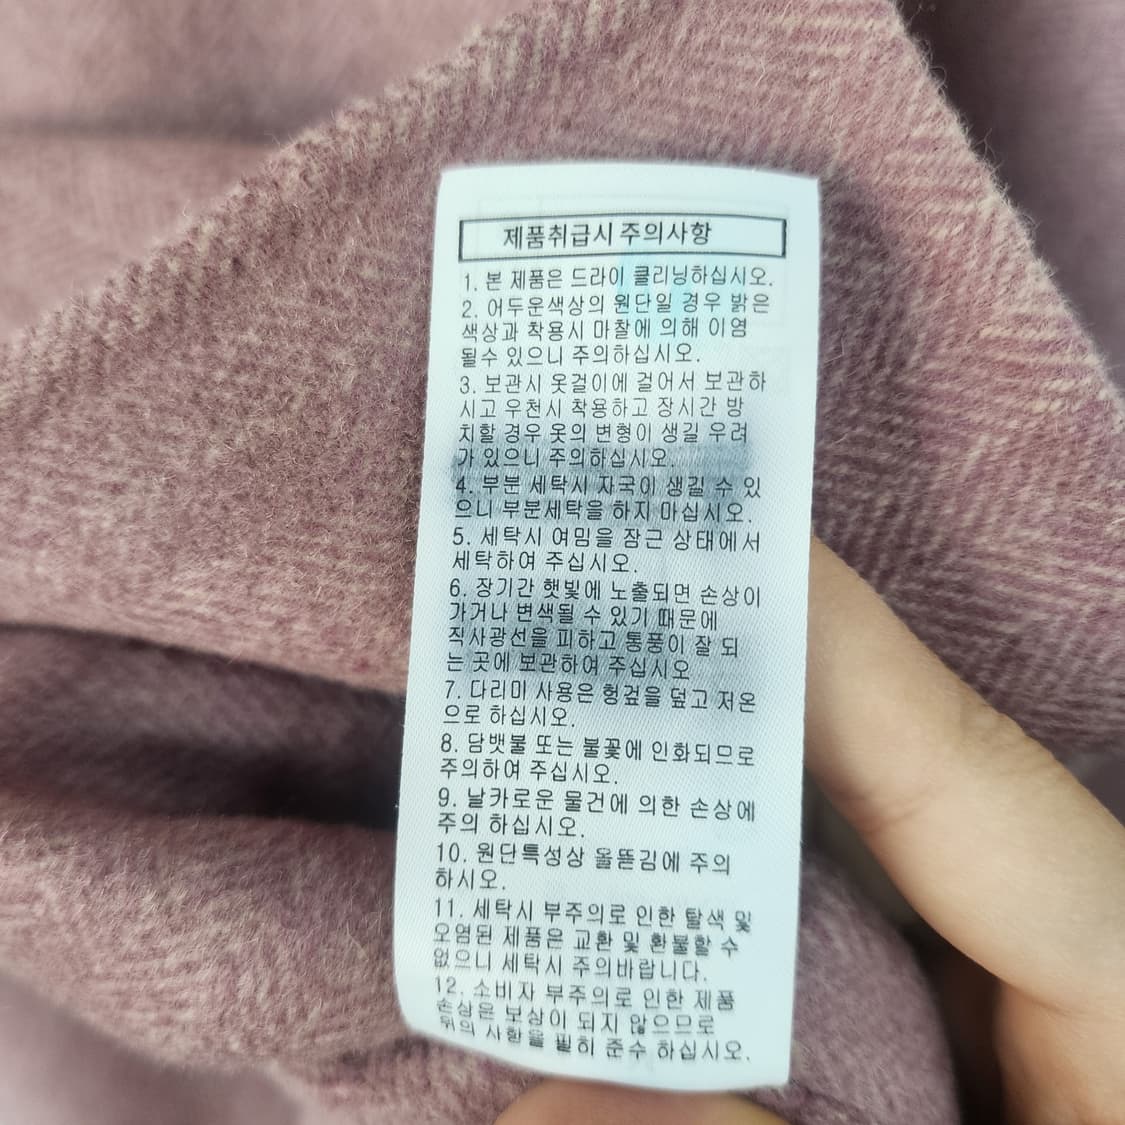 제품취급시 주의사항
1. 본 제품은 드라이 클리닝하십시오.
2. 어두운색상의 원단일 경우 밝은
색상과 착용시 마찰에 의해 이염
될수 있으니 주의하십시오.
3. 보관시 옷걸이에 걸어서 보관하
시고 우천시 착용하고 장시간 방
치할 경우 옷의 변형이 생길 우려
가 있으니 주의하십시오.
4. 부분 세탁시 자국이 생길 수 있
으니 부분세탁을 하지 마십시오.
5. 세탁시 여밈을 잠근 상태에서
세탁하여 주십시오.
6. 장기간 햇빛에 노출되면 손상이
가거나 변색될 수 있기 때문에
직사광선을 피하고 통풍이 잘 되
는 곳에 보관하여 주십시오
7. 다리미 사용은 헝겊을 덮고 저온
으로 하십시오.
8. 담뱃불 또는 불꽃에 인화되므로
주의하여 주십시오.
9. 날카로운 물건에 의한 손상에
주의 하십시오.
10. 원단특성상 올뜯김에 주의
하시오.
11. 세탁시 부주의로 인한 탈색 및
오염된 제품은 교환 및 환불할 수
없으니 세탁시 주의바랍니다.
12. 소비자 부주의로 인한 제품
손상은 보상이 되지 않으므로
뒤의 사항을 필히 준수 하십시오.